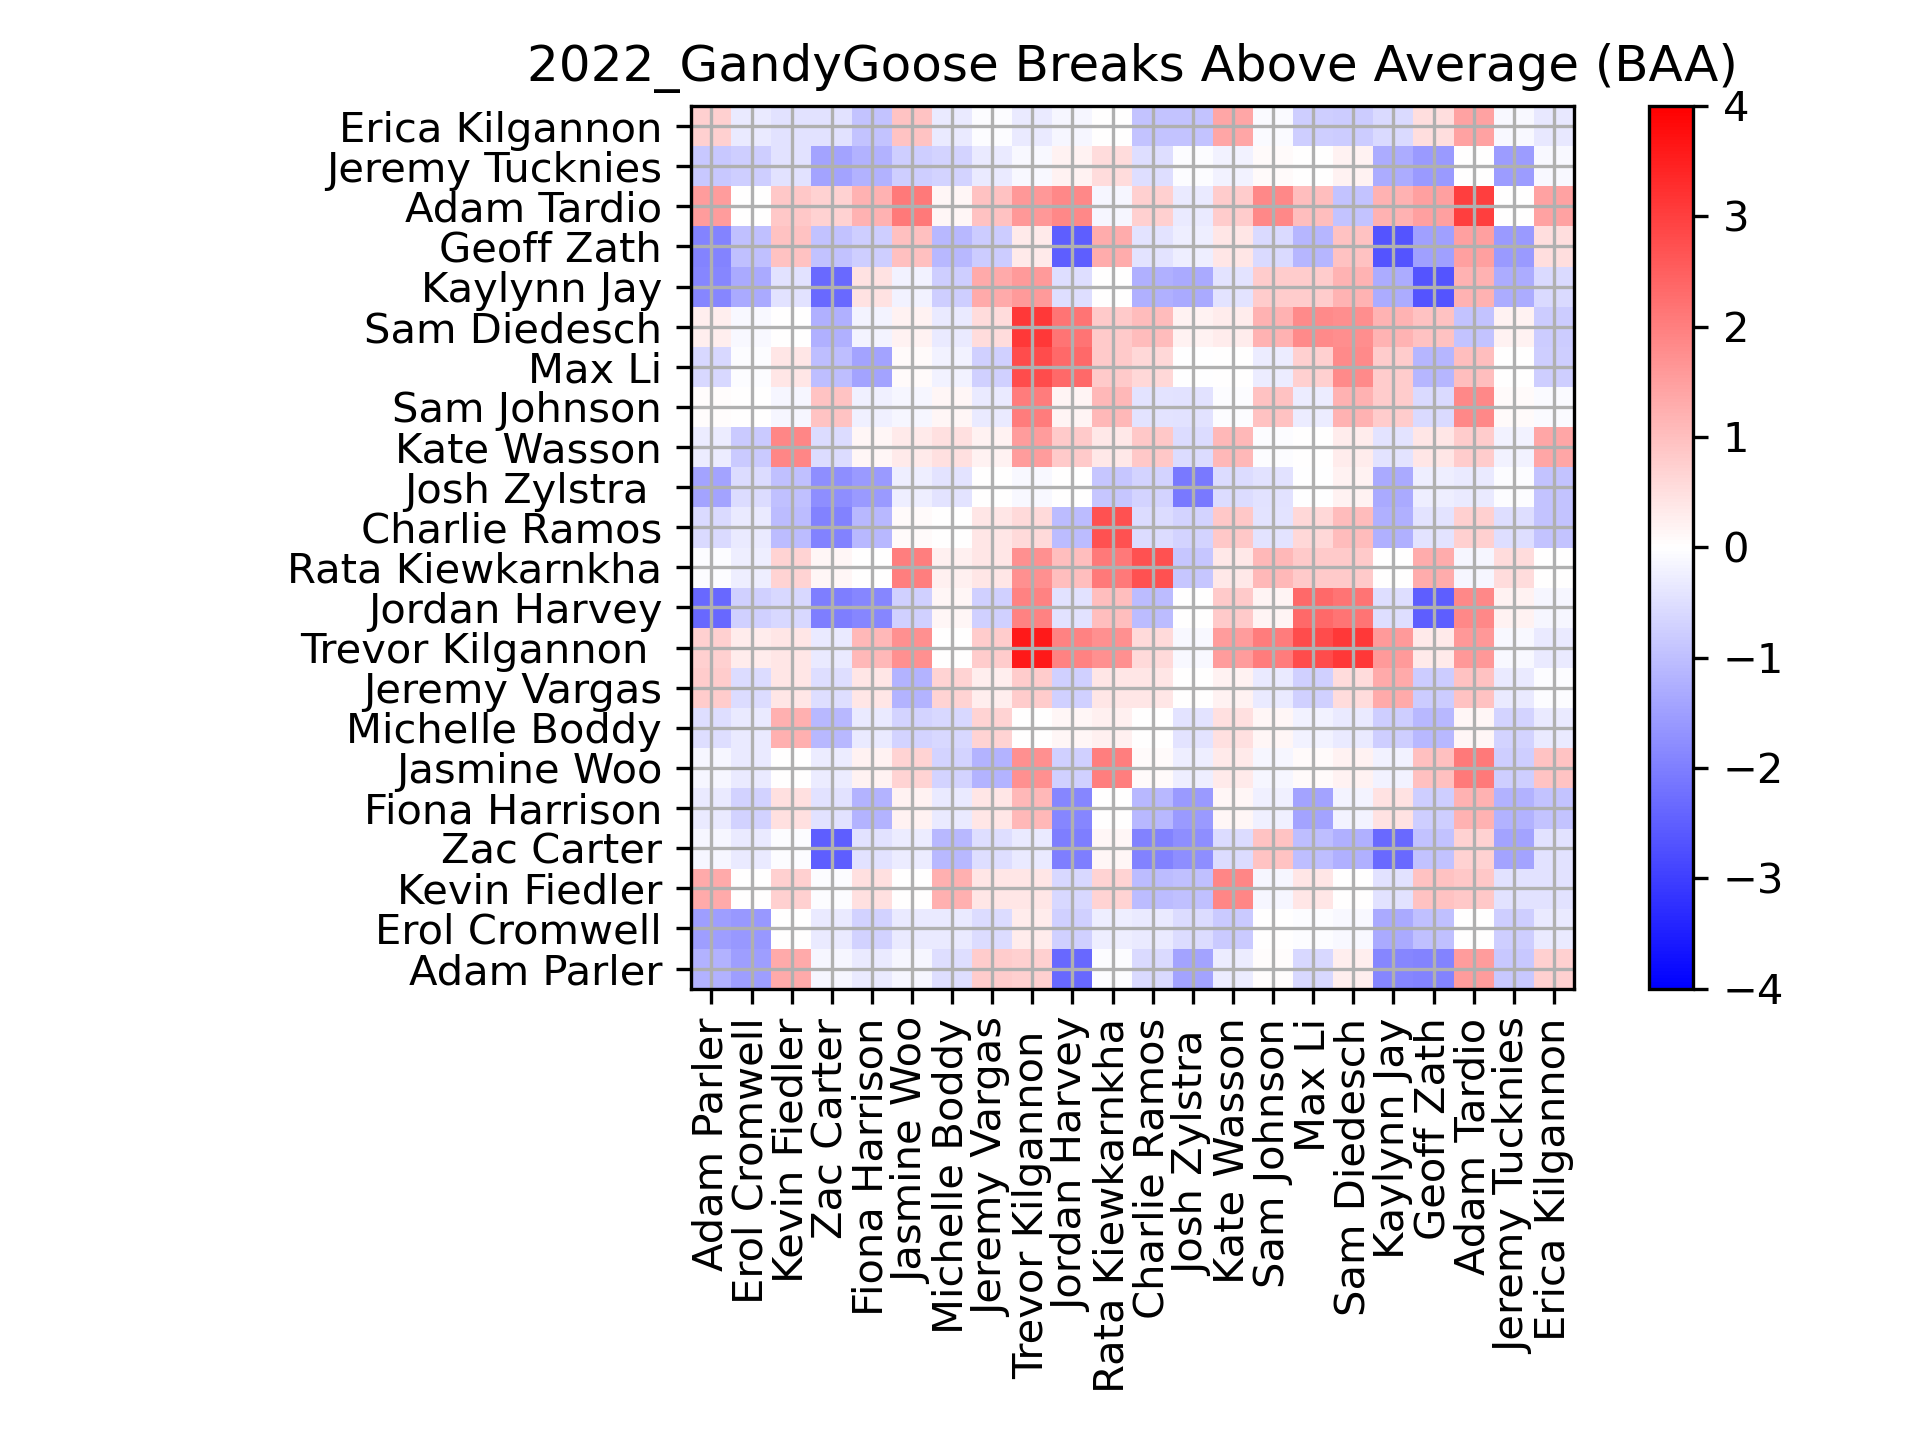 2022_GandyGoose Breaks Above Average (BAA)
Erica Kilgannon
Jeremy Tucknies
Adam Tardio
Geoff Zath
Kaylynn Jay
Sam Diedesch
Max Li
Sam Johnson
Kate Wasson
Josh Zylstra
Charlie Ramos
Rata Kiewkarnkha
Jordan Harvey
Trevor Kilgannon
Jeremy Vargas
Michelle Boddy
Jasmine Woo
Fiona Harrison
Zac Carter
Kevin Fiedler
Erol Cromwell
Adam Parler
Adam Parler
Erol Cromwell
Kevin Fiedler
Zac Carter
Fiona Harrison
Jasmine Woo
Michelle Boddy
Jeremy Vargas
Trevor Kilgannon
Jordan Harvey
Rata Kiewkarnkha
Charlie Ramos
Josh Zylstra
Kate Wasson
Sam Johnson
Max Li
Sam Diedesch
Kaylynn Jay
Geoff Zath
Adam Tardio
Jeremy Tucknies
Erica Kilgannon
4
3
2
1
0
−1
−2
−3
−4